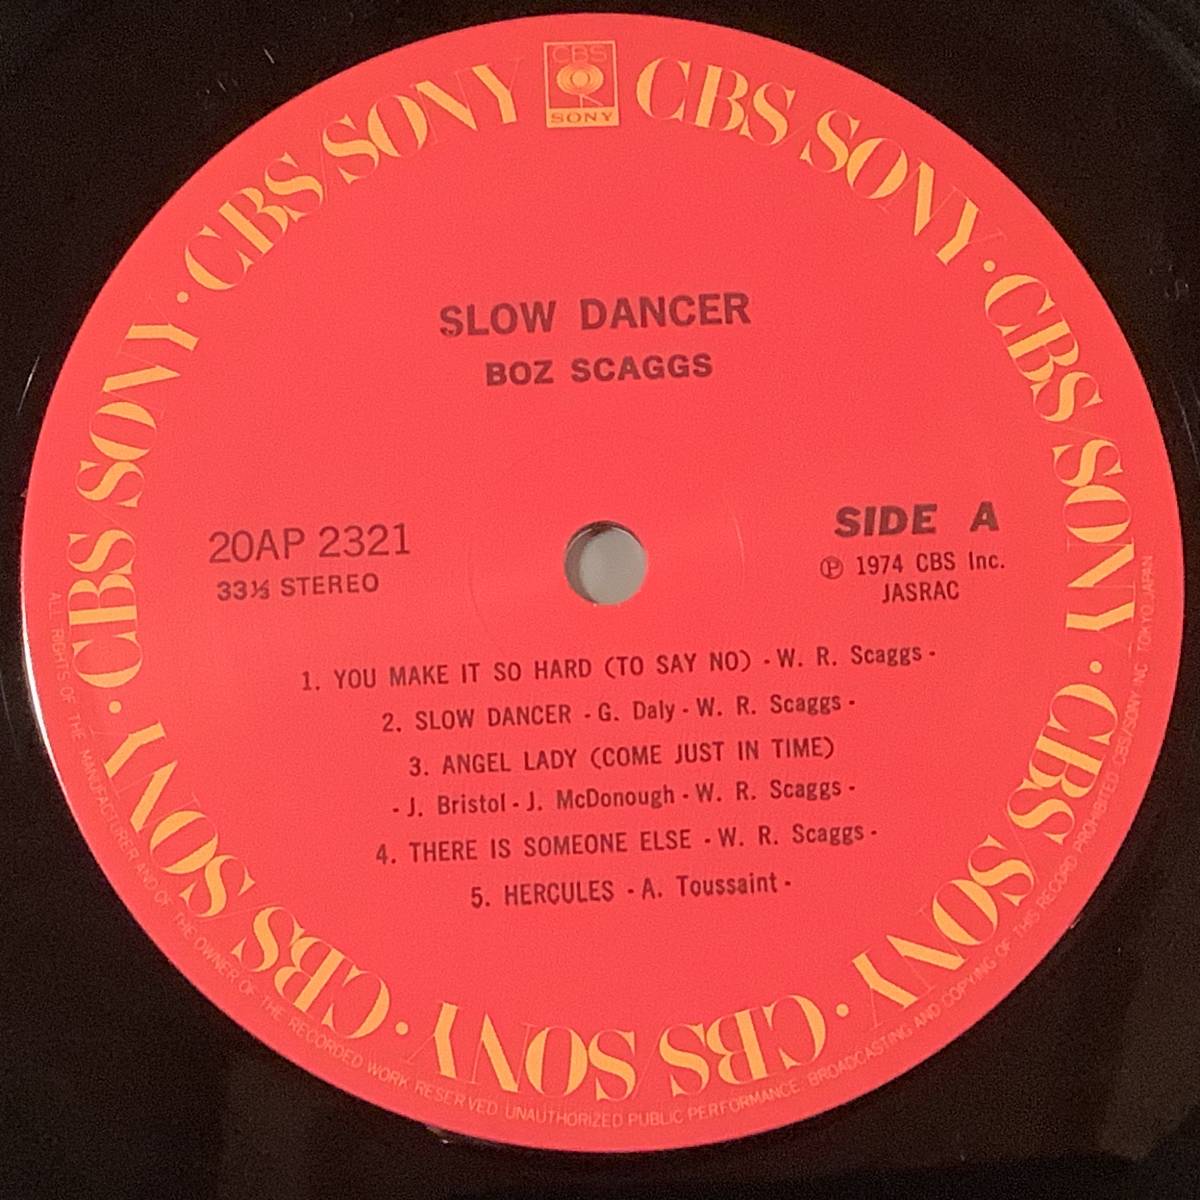 CBS
SONY
CBS/SONY · CBS/SONY · CBS/SONY · CBS/SONY · CBS/SONY · CBS/SONY · CBS/SONY
SLOW DANCER
BOZ SCAGGS
20AP 2321
33⅓ STEREO
SIDE A
Ⓟ 1974 CBS Inc.
JASRAC
1. YOU MAKE IT SO HARD (TO SAY NO) - W. R. Scaggs -
2. SLOW DANCER - G. Daly - W. R. Scaggs -
3. ANGEL LADY (COME JUST IN TIME)
- J. Bristol - J. McDonough - W. R. Scaggs -
4. THERE IS SOMEONE ELSE - W. R. Scaggs -
5. HERCULES - A. Toussaint -
ALL RIGHTS OF THE MANUFACTURER AND OF THE OWNER OF THE RECORDED WORK RESERVED UNAUTHORIZED PUBLIC PERFORMANCE BROADCASTING AND COPYING OF THIS RECORD PROHIBITED CBS/SONY INC TOKYO JAPAN